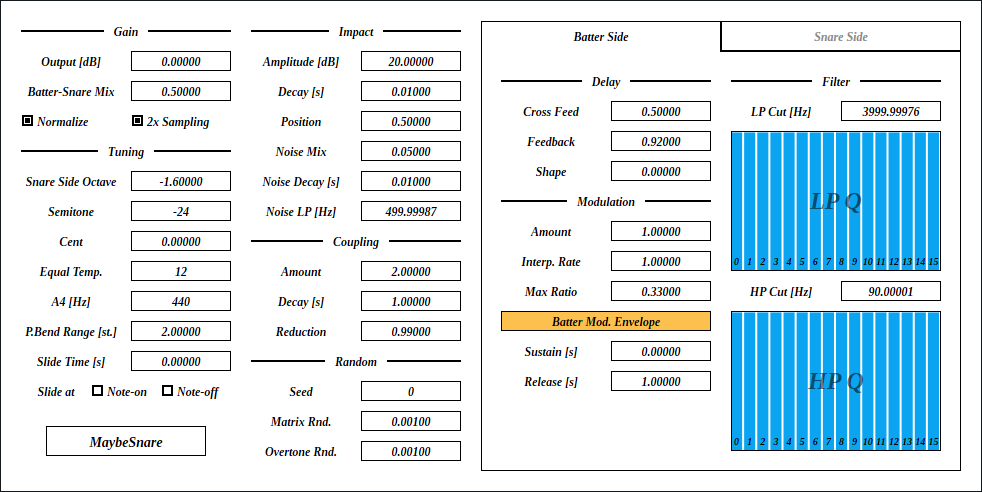 Gain
Output [dB] 0.00000
Batter-Snare Mix 0.50000
Normalize 2x Sampling
Tuning
Snare Side Octave -1.60000
Semitone -24
Cent 0.00000
Equal Temp. 12
A4 [Hz] 440
P.Bend Range [st.] 2.00000
Slide Time [s] 0.00000
Slide at Note-on Note-off
MaybeSnare
Impact
Amplitude [dB] 20.00000
Decay [s] 0.01000
Position 0.50000
Noise Mix 0.05000
Noise Decay [s] 0.01000
Noise LP [Hz] 499.99987
Coupling
Amount 2.00000
Decay [s] 1.00000
Reduction 0.99000
Random
Seed 0
Matrix Rnd. 0.00100
Overtone Rnd. 0.00100
Batter Side Snare Side
Delay
Cross Feed 0.50000
Feedback 0.92000
Shape 0.00000
Modulation
Amount 1.00000
Interp. Rate 1.00000
Max Ratio 0.33000
Batter Mod. Envelope
Sustain [s] 0.00000
Release [s] 1.00000
Filter
LP Cut [Hz] 3999.99976
LP Q
0 1 2 3 4 5 6 7 8 9 10 11 12 13 14 15
HP Cut [Hz] 90.00001
HP Q
0 1 2 3 4 5 6 7 8 9 10 11 12 13 14 15